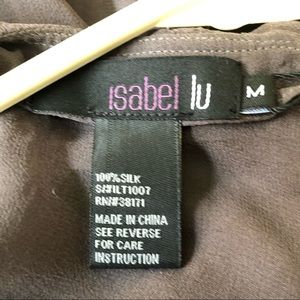 isabel lu
M
100% SILK
S/#ILT1007
RN/#38171
MADE IN CHINA
SEE REVERSE
FOR CARE
INSTRUCTION